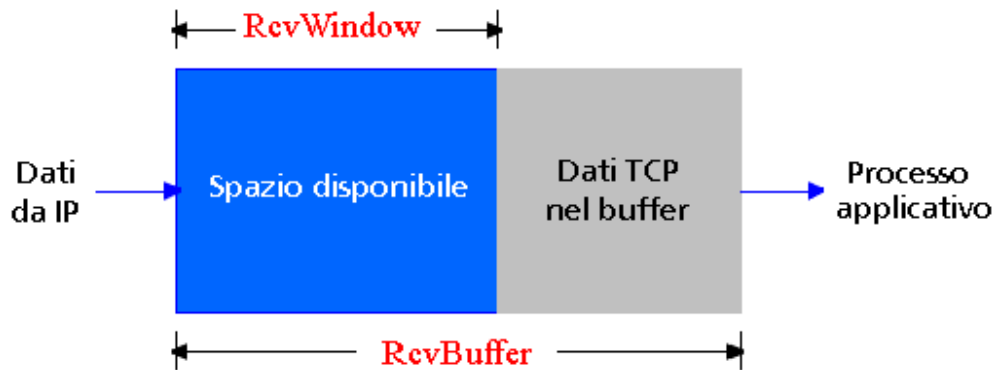 RcvWindow
Dati
da IP
Spazio disponibile
Dati TCP
nel buffer
Processo
applicativo
RcvBuffer